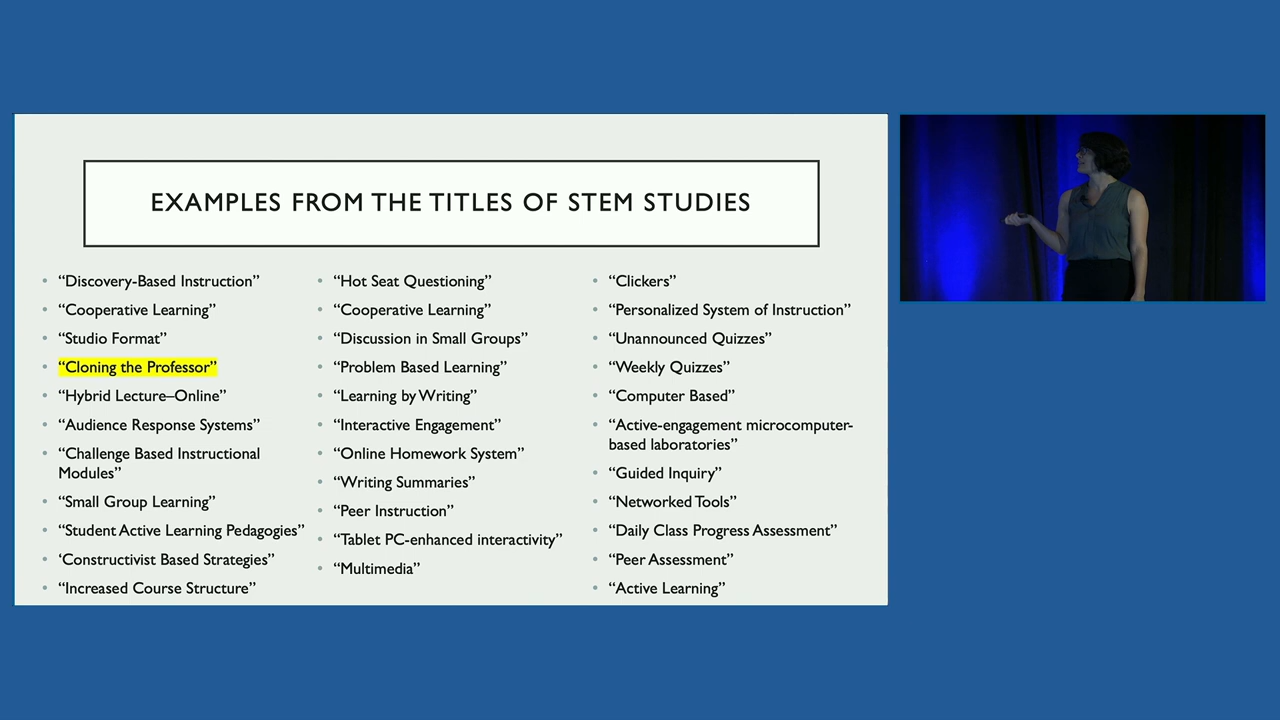 EXAMPLES FROM THE TITLES OF STEM STUDIES
• “Discovery-Based Instruction”
• “Cooperative Learning”
• “Studio Format”
• “Cloning the Professor”
• “Hybrid Lecture–Online”
• “Audience Response Systems”
• “Challenge Based Instructional
Modules”
• “Small Group Learning”
• “Student Active Learning Pedagogies”
• ‘Constructivist Based Strategies”
• “Increased Course Structure”
• “Hot Seat Questioning”
• “Cooperative Learning”
• “Discussion in Small Groups”
• “Problem Based Learning”
• “Learning by Writing”
• “Interactive Engagement”
• “Online Homework System”
• “Writing Summaries”
• “Peer Instruction”
• “Tablet PC-enhanced interactivity”
• “Multimedia”
• “Clickers”
• “Personalized System of Instruction”
• “Unannounced Quizzes”
• “Weekly Quizzes”
• “Computer Based”
• “Active-engagement microcomputer-
based laboratories”
• “Guided Inquiry”
• “Networked Tools”
• “Daily Class Progress Assessment”
• “Peer Assessment”
• “Active Learning”